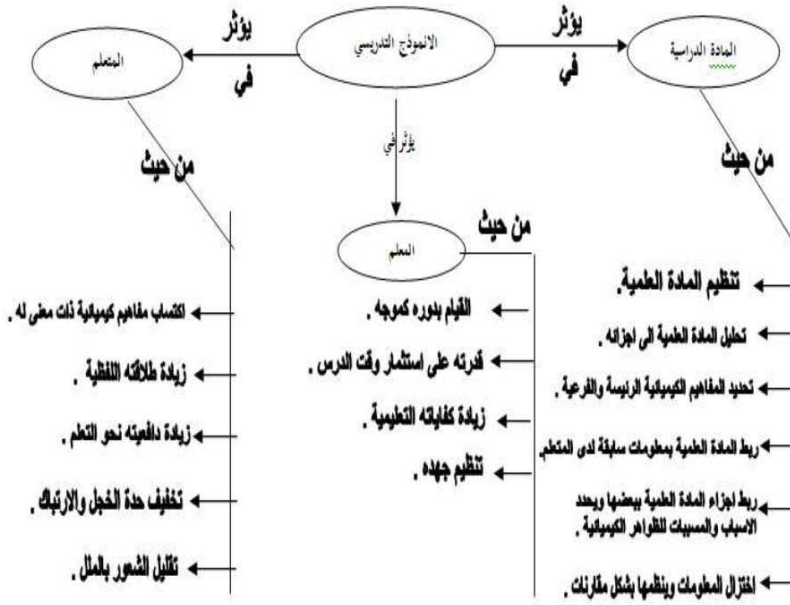 الانموذج التدريسي
يؤثر
في
المادة الدراسية
من حيث
تنظيم المادة العلمية.
تحليل المادة العلمية الى اجزائه .
تحديد المفاهيم الكيميائية الرئيسة والفرعية .
ربط المادة العلمية بمعلومات سابقة لدى المتعلم.
ربط اجزاء المادة العلمية ببعضها ويحدد
الاسباب والمسببات للظواهر الكيميائية .
اختزال المعلومات وينظمها بشكل مقارنات .
يؤثر في
المعلم
من حيث
القيام بدوره كموجه .
قدرته على استثمار وقت الدرس .
زيادة كفاياته التعليمية .
تنظيم جهده .
يؤثر
في
المتعلم
من حيث
اكتساب مفاهيم كيميائية ذات معنى له .
زيادة طلاقته اللفظية .
زيادة دافعيته نحو التعلم .
تخفيف حدة الخجل والارتباك .
تقليل الشعور بالملل .